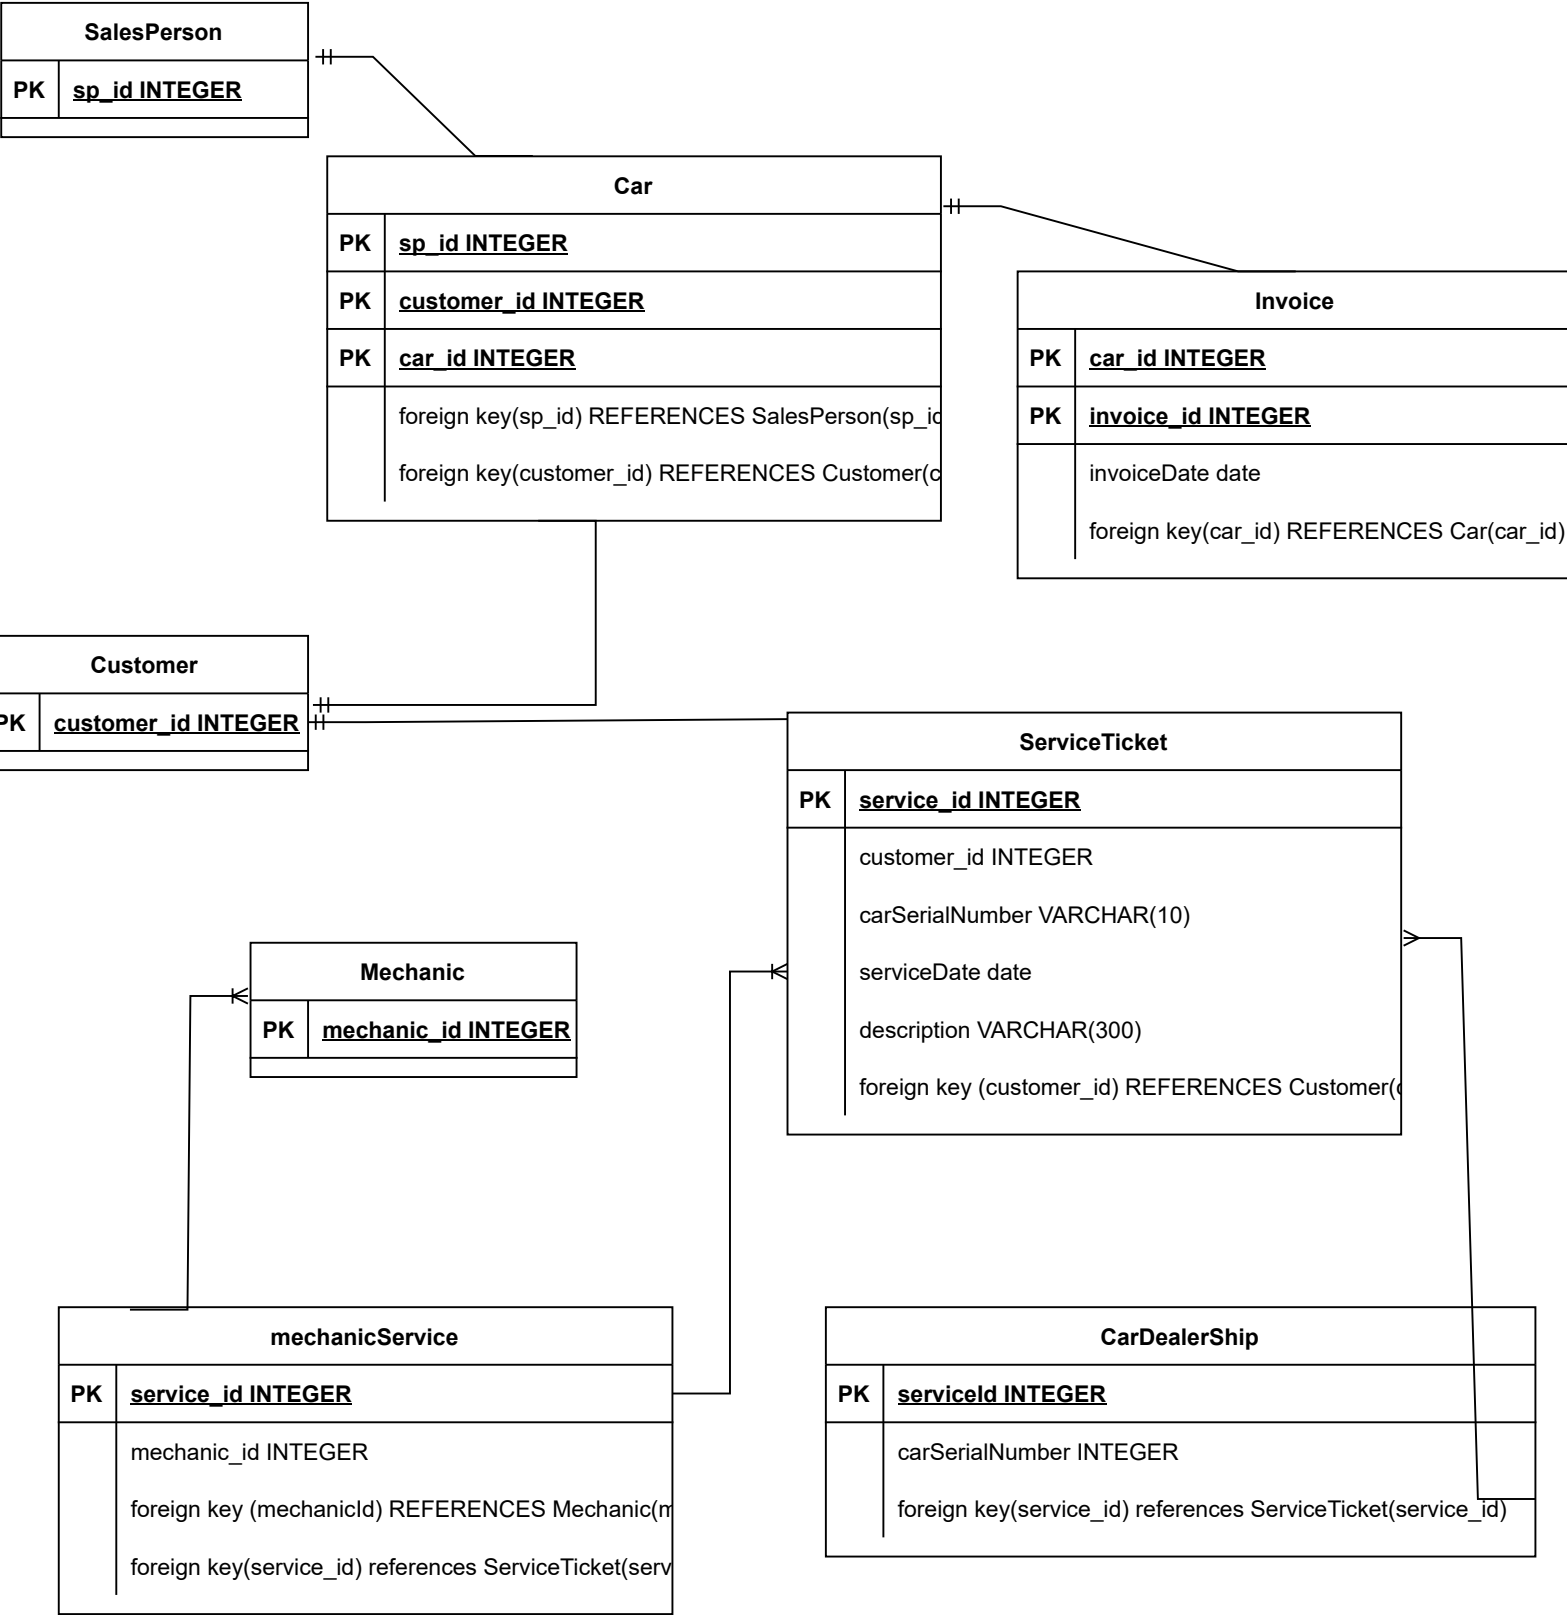 SalesPerson
PK sp_id INTEGER
Car
PK sp_id INTEGER
PK customer_id INTEGER
PK car_id INTEGER
foreign key(sp_id) REFERENCES SalesPerson(sp_id
foreign key(customer_id) REFERENCES Customer(c
Invoice
PK car_id INTEGER
PK invoice_id INTEGER
invoiceDate date
foreign key(car_id) REFERENCES Car(car_id)
Customer
PK customer_id INTEGER
ServiceTicket
PK service_id INTEGER
customer_id INTEGER
carSerialNumber VARCHAR(10)
serviceDate date
description VARCHAR(300)
foreign key (customer_id) REFERENCES Customer(c
Mechanic
PK mechanic_id INTEGER
mechanicService
PK service_id INTEGER
mechanic_id INTEGER
foreign key (mechanicId) REFERENCES Mechanic(m
foreign key(service_id) references ServiceTicket(serv
CarDealerShip
PK serviceId INTEGER
carSerialNumber INTEGER
foreign key(service_id) references ServiceTicket(service_id)